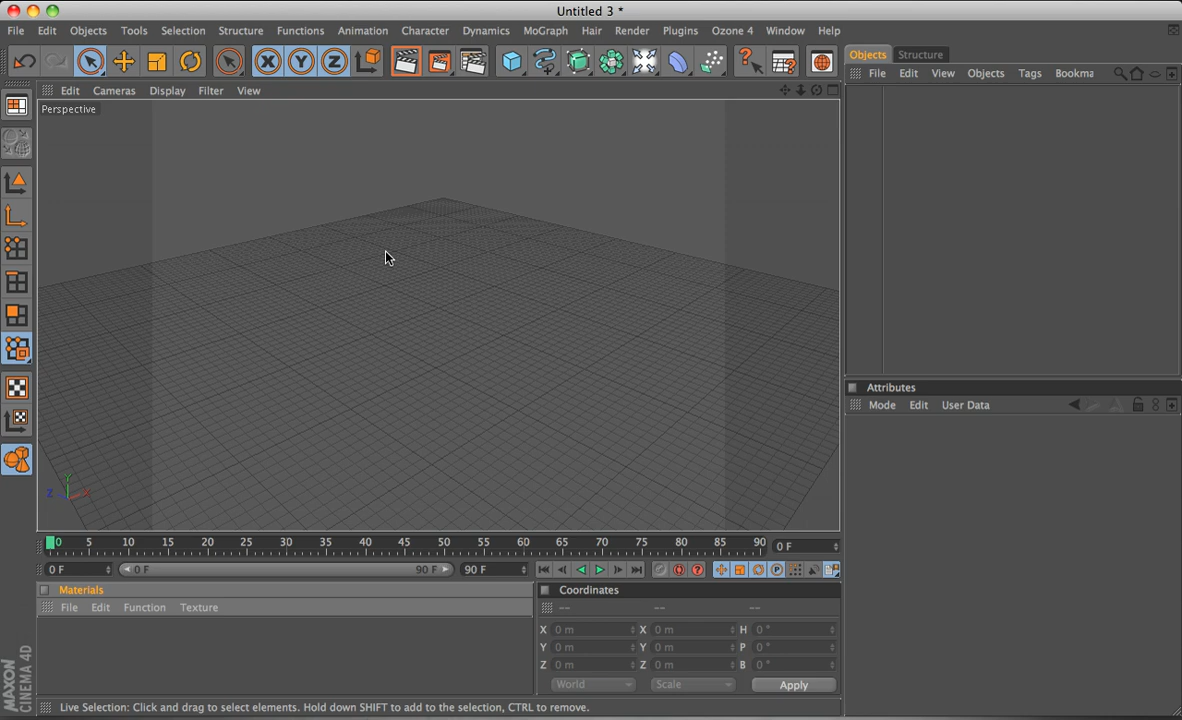 Untitled 3 *
File Edit Objects Tools Selection Structure Functions Animation Character Dynamics MoGraph Hair Render Plugins Ozone 4 Window Help
X Y Z
Objects Structure
File Edit View Objects Tags Bookma
Edit Cameras Display Filter View
Perspective
Attributes
Mode Edit User Data
Y
Z X
0 5 10 15 20 25 30 35 40 45 50 55 60 65 70 75 80 85 90 0 F
0 F 0 F 90 F 90 F
P
Materials
Coordinates
File Edit Function Texture
-- -- --
X 0 m X 0 m H 0 °
Y 0 m Y 0 m P 0 °
Z 0 m Z 0 m B 0 °
World Scale Apply
MAXON
CINEMA 4D
Live Selection: Click and drag to select elements. Hold down SHIFT to add to the selection, CTRL to remove.